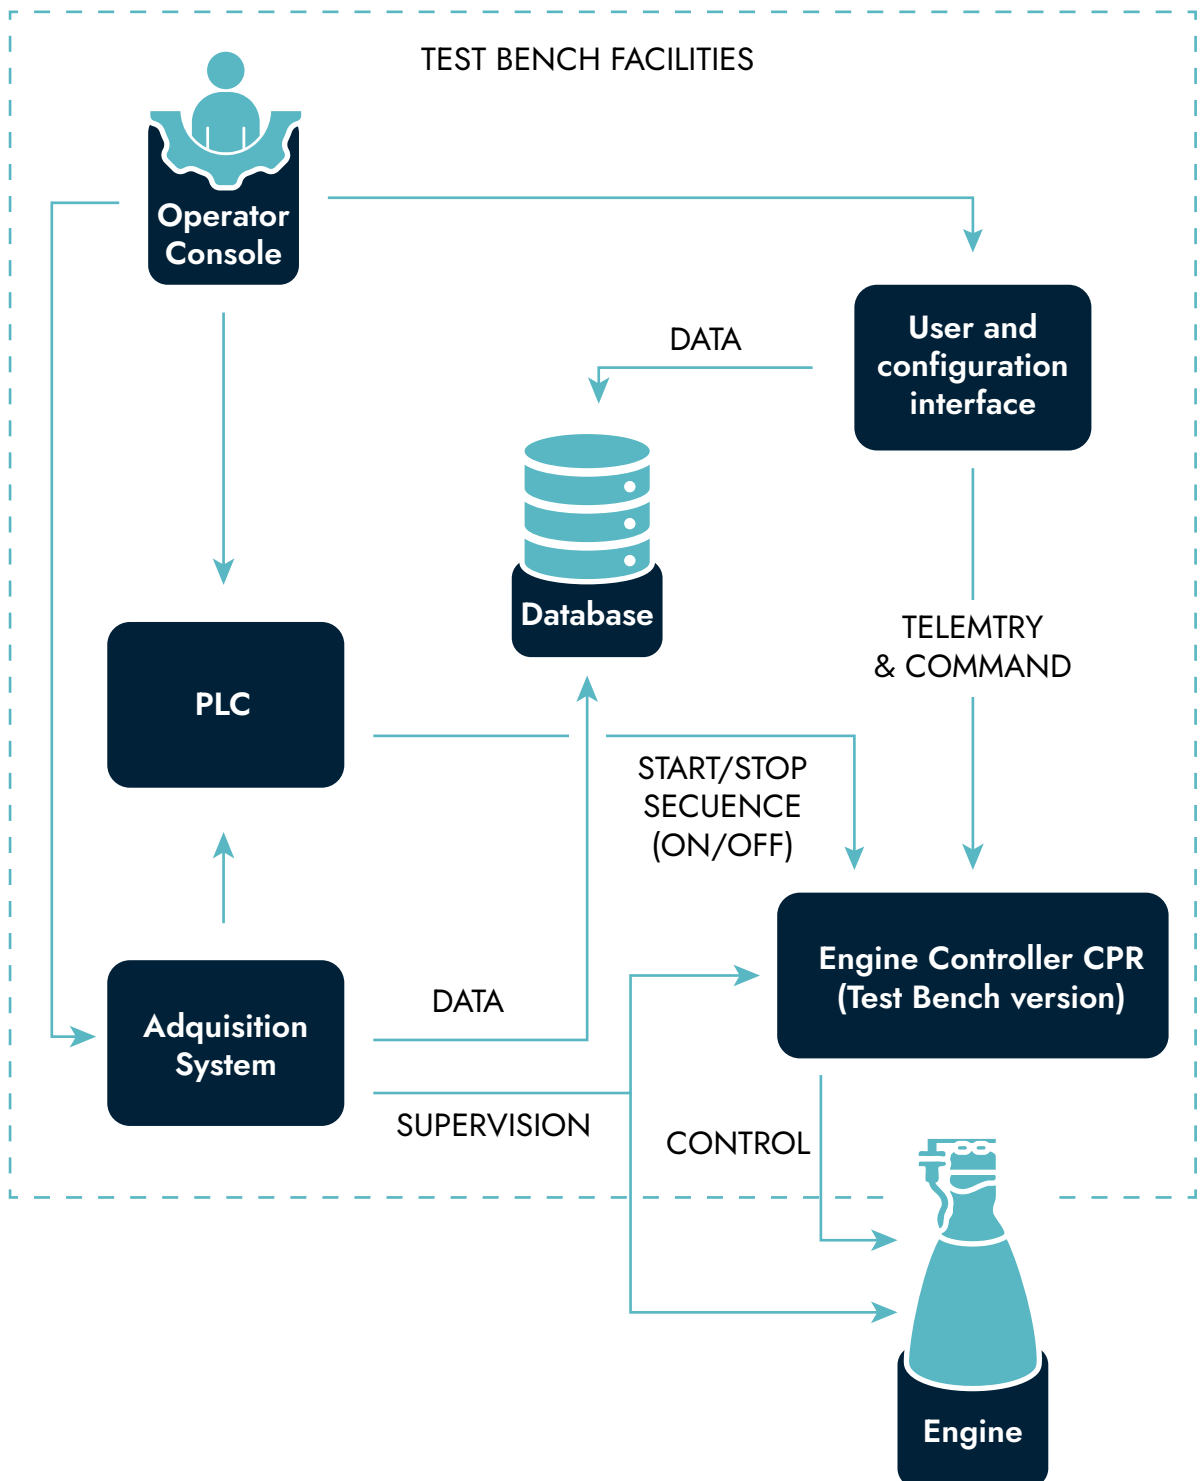 TEST BENCH FACILITIES
Operator
Console
User and
configuration
interface
DATA
Database
TELEMTRY
& COMMAND
PLC
START/STOP
SECUENCE
(ON/OFF)
Engine Controller CPR
(Test Bench version)
Adquisition
System
DATA
SUPERVISION
CONTROL
Engine